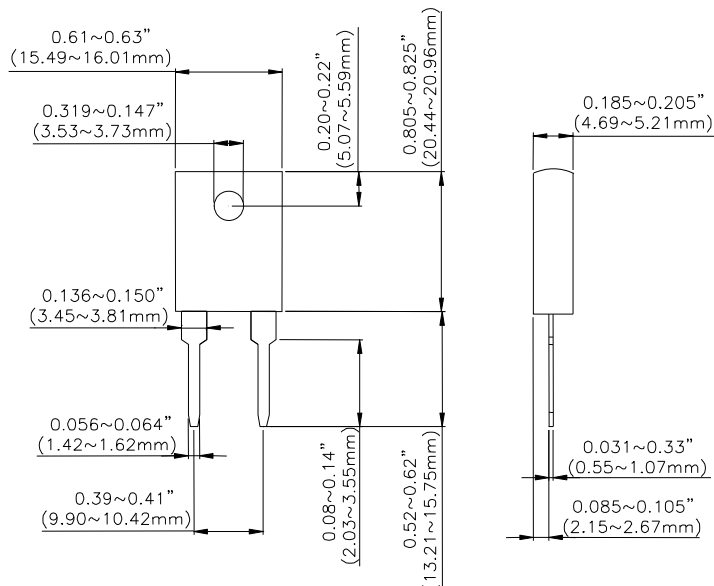 0.61~0.63”
(15.49~16.01mm)
0.319~0.147”
(3.53~3.73mm)
0.20~0.22”
(5.07~5.59mm)
0.805~0.825”
(20.44~20.96mm)
0.185~0.205”
(4.69~5.21mm)
0.136~0.150”
(3.45~3.81mm)
0.056~0.064”
(1.42~1.62mm)
0.39~0.41”
(9.90~10.42mm)
0.08~0.14”
(2.03~3.55mm)
0.52~0.62”
(13.21~15.75mm)
0.031~0.33”
(0.55~1.07mm)
0.085~0.105”
(2.15~2.67mm)